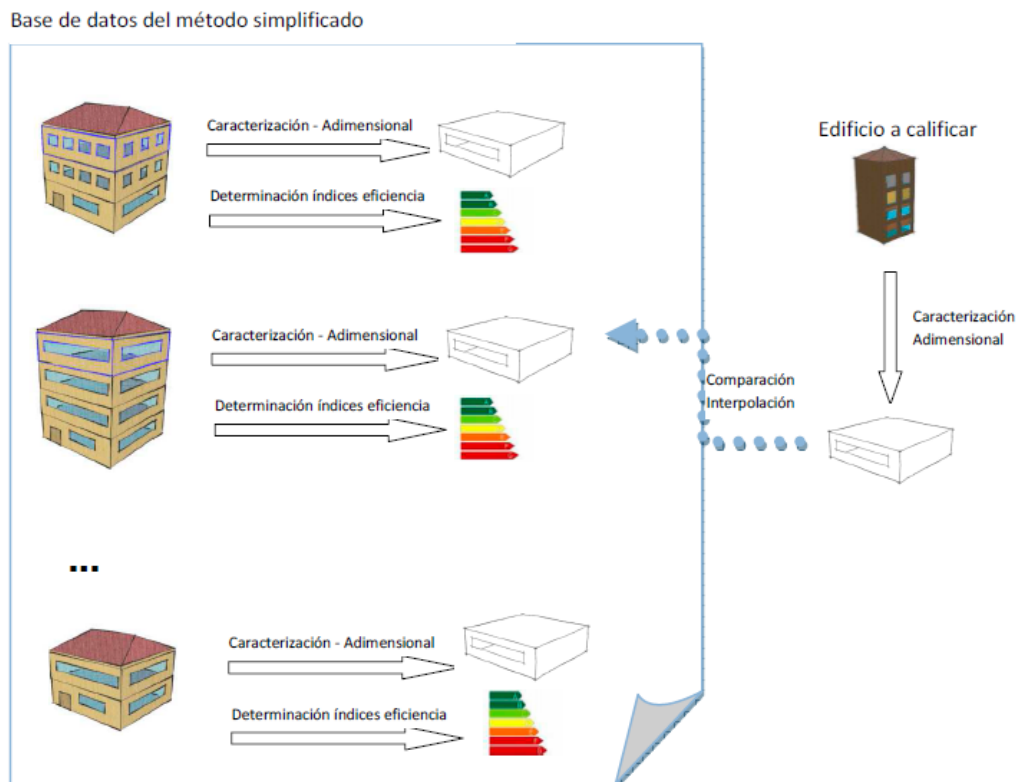 Base de datos del método simplificado
Caracterización - Adimensional
Determinación índices eficiencia
Edificio a calificar
Caracterización
Adimensional
Caracterización - Adimensional
Determinación índices eficiencia
Comparación
Interpolación
...
Caracterización - Adimensional
Determinación índices eficiencia